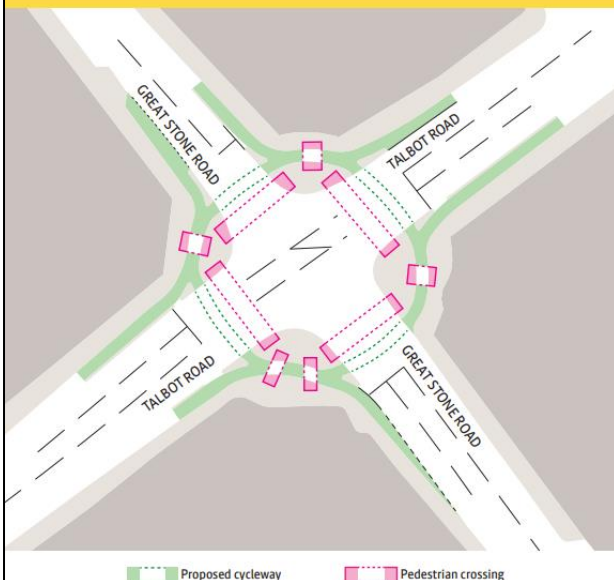 GREAT STONE ROAD
TALBOT ROAD
TALBOT ROAD
GREAT STONE ROAD
Proposed cycleway
Pedestrian crossing